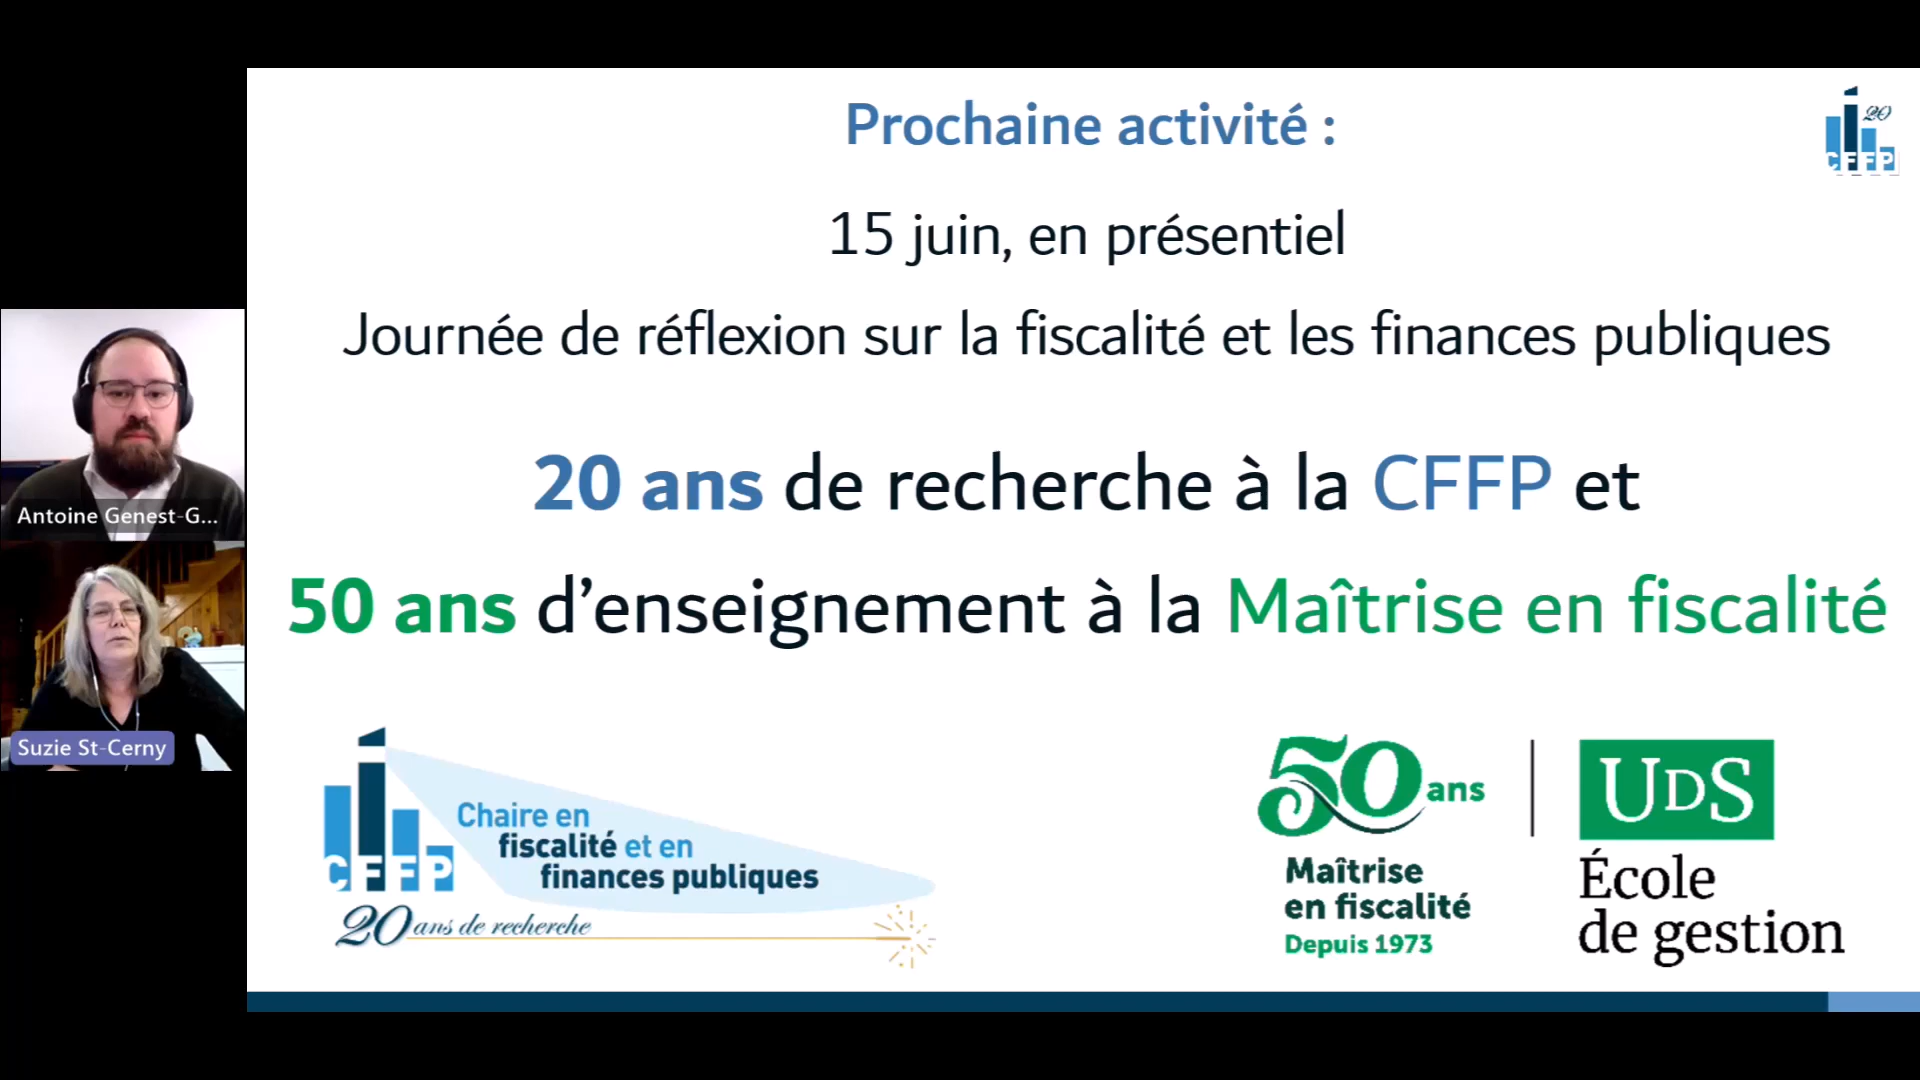 Prochaine activité :
20
CFFP
15 juin, en présentiel
Journée de réflexion sur la fiscalité et les finances publiques
20 ans de recherche à la CFFP et
50 ans d’enseignement à la Maîtrise en fiscalité
Antoine Genest-G...
Suzie St-Cerny
CFFP
Chaire en
fiscalité et en
finances publiques
20 ans de recherche
50 ans
Maîtrise
en fiscalité
Depuis 1973
UDS
École
de gestion